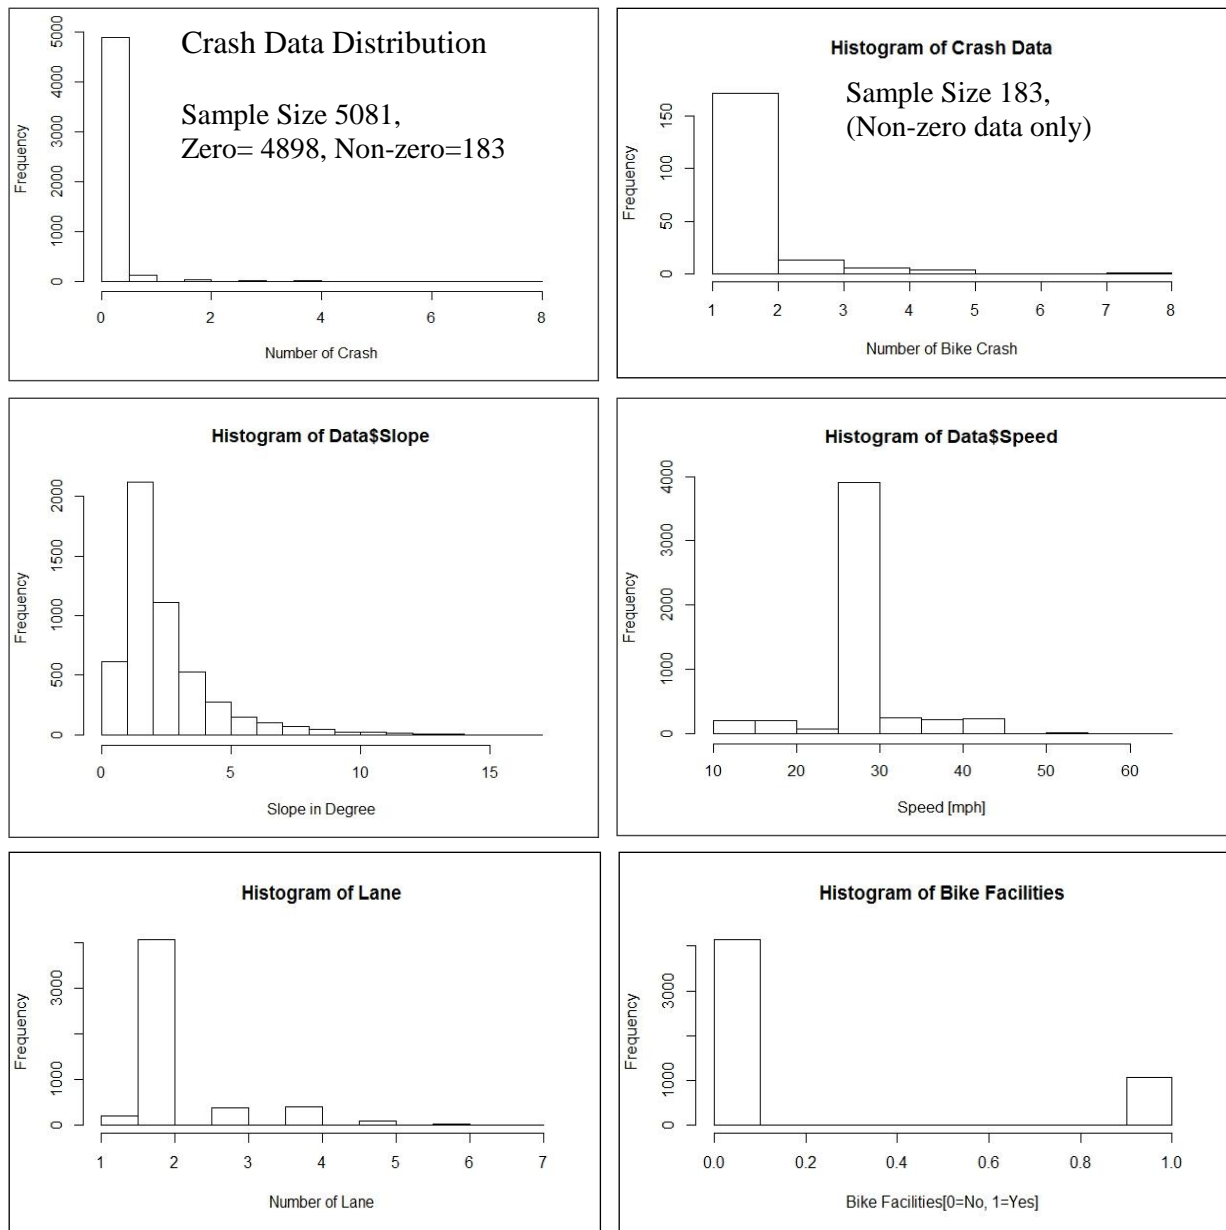 Crash Data Distribution
Sample Size 5081,
Zero= 4898, Non-zero=183
Frequency
0
1000
2000
3000
4000
5000
0 2 4 6 8
Number of Crash
Histogram of Crash Data
Sample Size 183,
(Non-zero data only)
Frequency
0
50
100
150
1 2 3 4 5 6 7 8
Number of Bike Crash
Histogram of Data$Slope
Frequency
0
500
1000
1500
2000
0 5 10 15
Slope in Degree
Histogram of Data$Speed
Frequency
0
1000
2000
3000
4000
10 20 30 40 50 60
Speed [mph]
Histogram of Lane
Frequency
0
1000
3000
1 2 3 4 5 6 7
Number of Lane
Histogram of Bike Facilities
Frequency
0
1000
3000
0.0 0.2 0.4 0.6 0.8 1.0
Bike Facilities[0=No, 1=Yes]